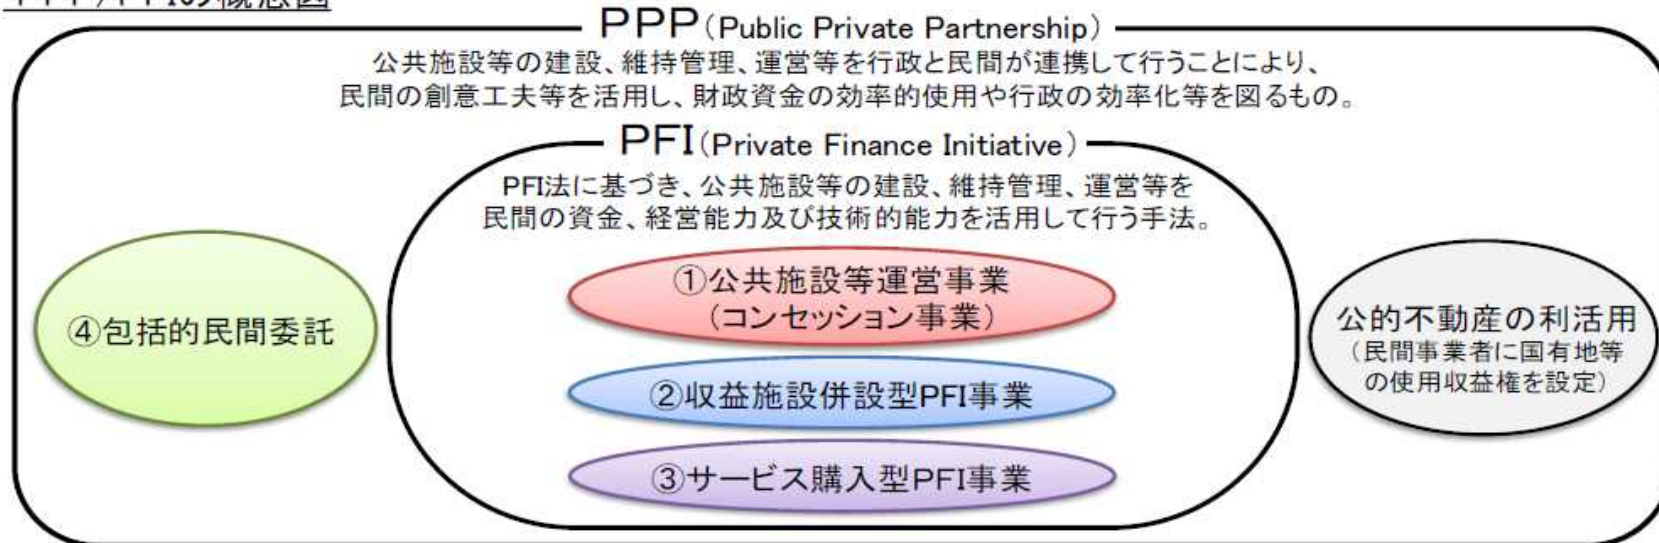 PPP/PFIの概念図
PPP(Public Private Partnership)
公共施設等の建設、維持管理、運営等を行政と民間が連携して行うことにより、
民間の創意工夫等を活用し、財政資金の効率的使用や行政の効率化等を図るもの。
PFI(Private Finance Initiative)
PFI法に基づき、公共施設等の建設、維持管理、運営等を
民間の資金、経営能力及び技術的能力を活用して行う手法。
①公共施設等運営事業
(コンセッション事業)
②収益施設併設型PFI事業
③サービス購入型PFI事業
④包括的民間委託
公的不動産の利活用
(民間事業者に国有地等
の使用収益権を設定)